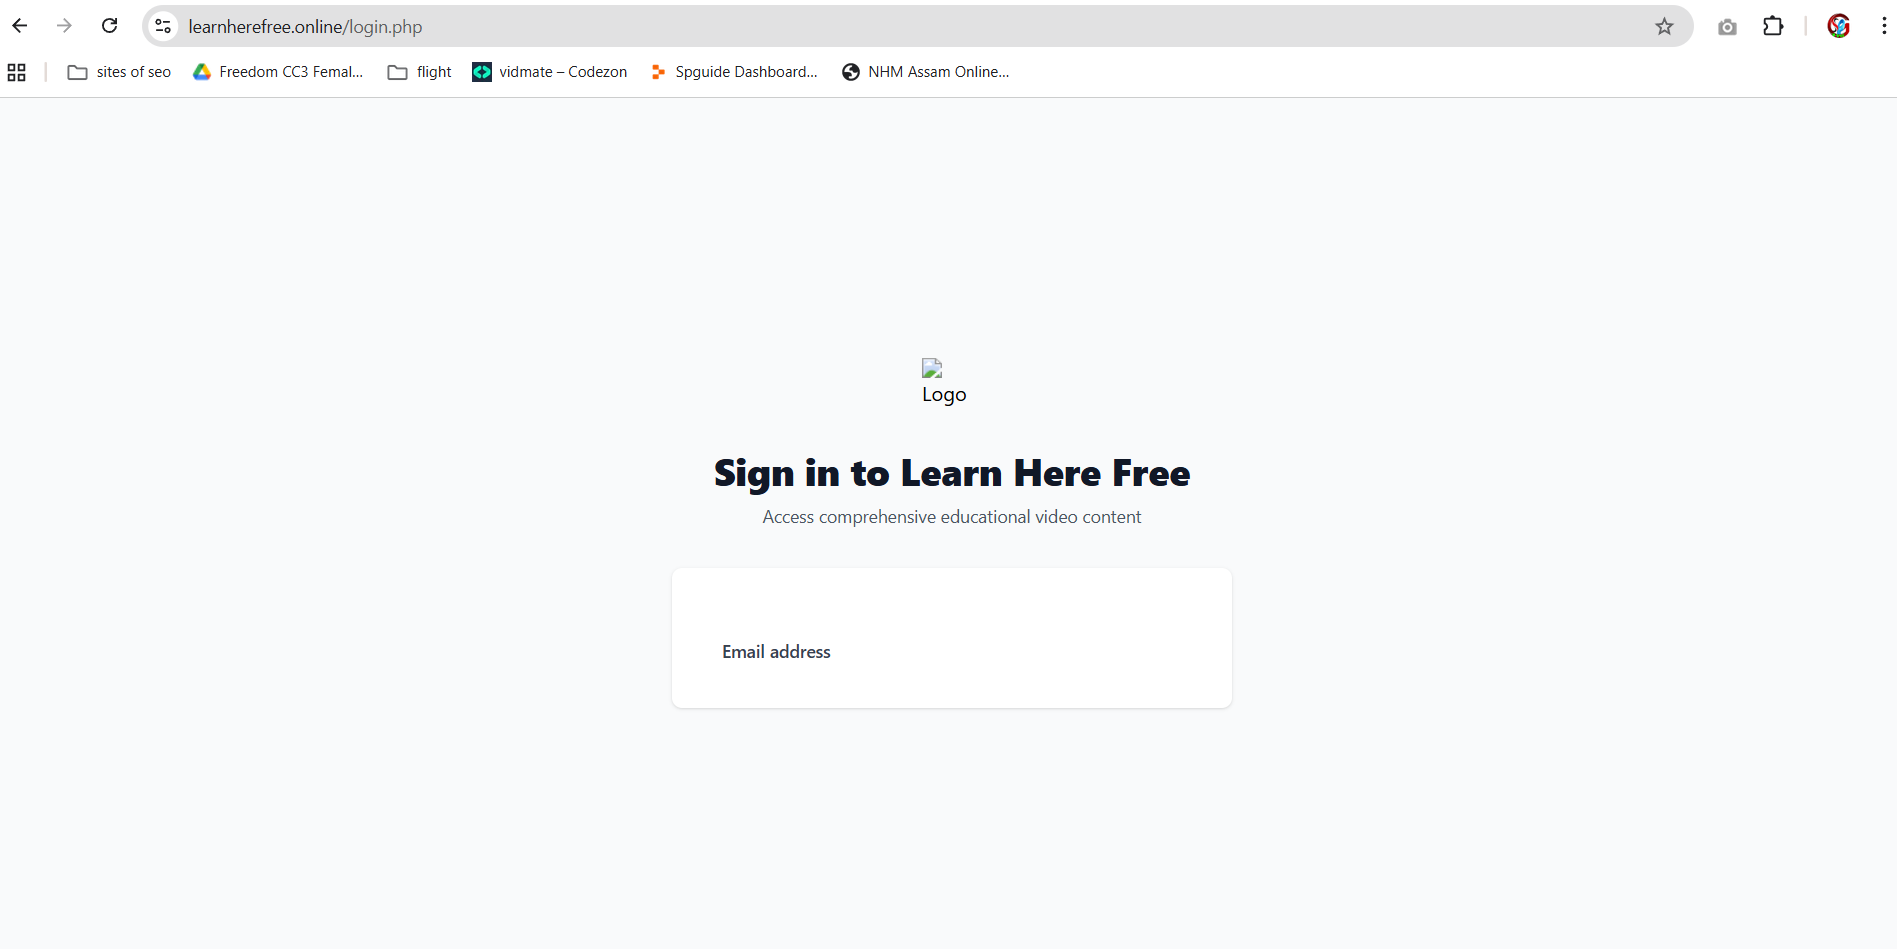 learnherefree.online/login.php
sites of seo
Freedom CC3 Femal...
flight
vidmate – Codezon
Spguide Dashboard...
NHM Assam Online...
Logo
Sign in to Learn Here Free
Access comprehensive educational video content
Email address